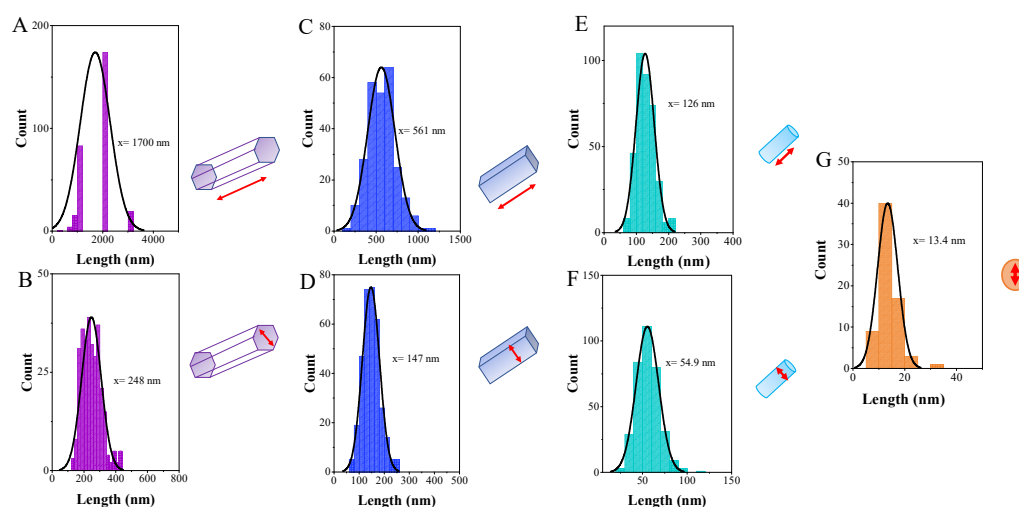 A
Count
200
100
0
0
2000
4000
x= 1700 nm
Length (nm)
B
Count
50
25
0
0
200
400
600
800
x= 248 nm
Length (nm)
C
Count
80
60
40
20
0
0
500
1000
1500
x= 561 nm
Length (nm)
D
Count
80
60
40
20
0
0
100
200
300
400
500
x= 147 nm
Length (nm)
E
Count
100
50
0
0
100
200
300
400
x= 126 nm
Length (nm)
F
Count
150
100
50
0
50
100
150
x= 54.9 nm
Length (nm)
G
Count
50
40
30
20
10
0
0
20
40
x= 13.4 nm
Length (nm)